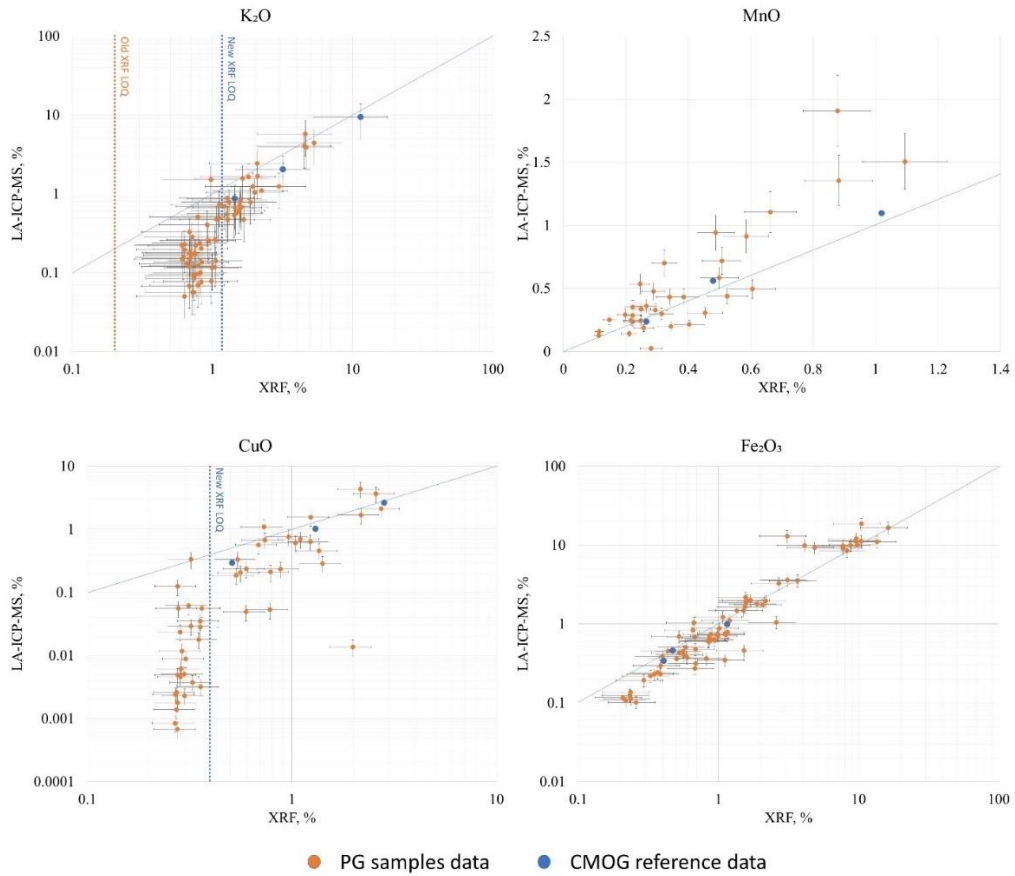 K₂O
100
10
1
0.1
0.01
0.1
1
10
100
LA-ICP-MS, %
XRF, %
Old XRF LOQ
New XRF LOQ
MnO
2.5
2
1.5
1
0.5
0
0
0.2
0.4
0.6
0.8
1
1.2
1.4
LA-ICP-MS, %
XRF, %
CuO
10
1
0.1
0.01
0.001
0.0001
0.1
1
10
LA-ICP-MS, %
XRF, %
New XRF LOQ
Fe₂O₃
100
10
1
0.1
0.01
0.1
1
10
100
LA-ICP-MS, %
XRF, %
PG samples data
CMOG reference data